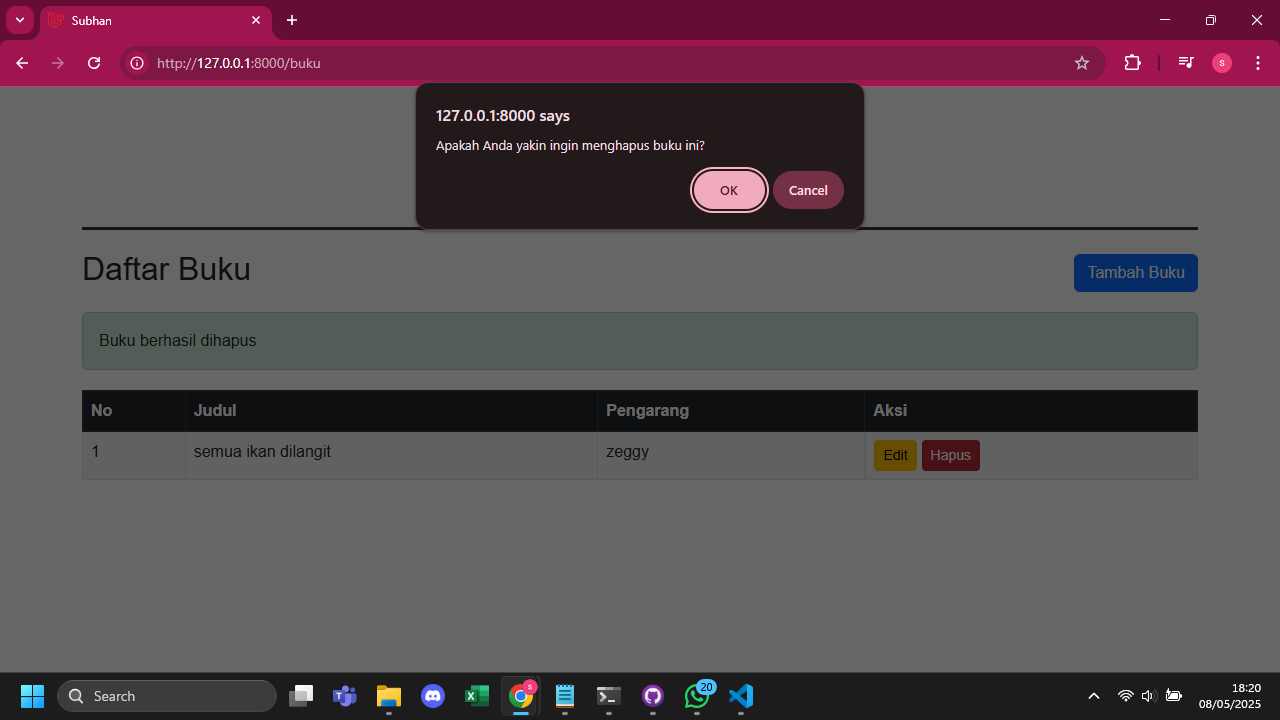 Subhan
http://127.0.0.1:8000/buku
S
127.0.0.1:8000 says
Apakah Anda yakin ingin menghapus buku ini?
OK Cancel
Daftar Buku
Tambah Buku
Buku berhasil dihapus
No Judul Pengarang Aksi
1 semua ikan dilangit zeggy Edit Hapus
Search
S
20
18:20
08/05/2025